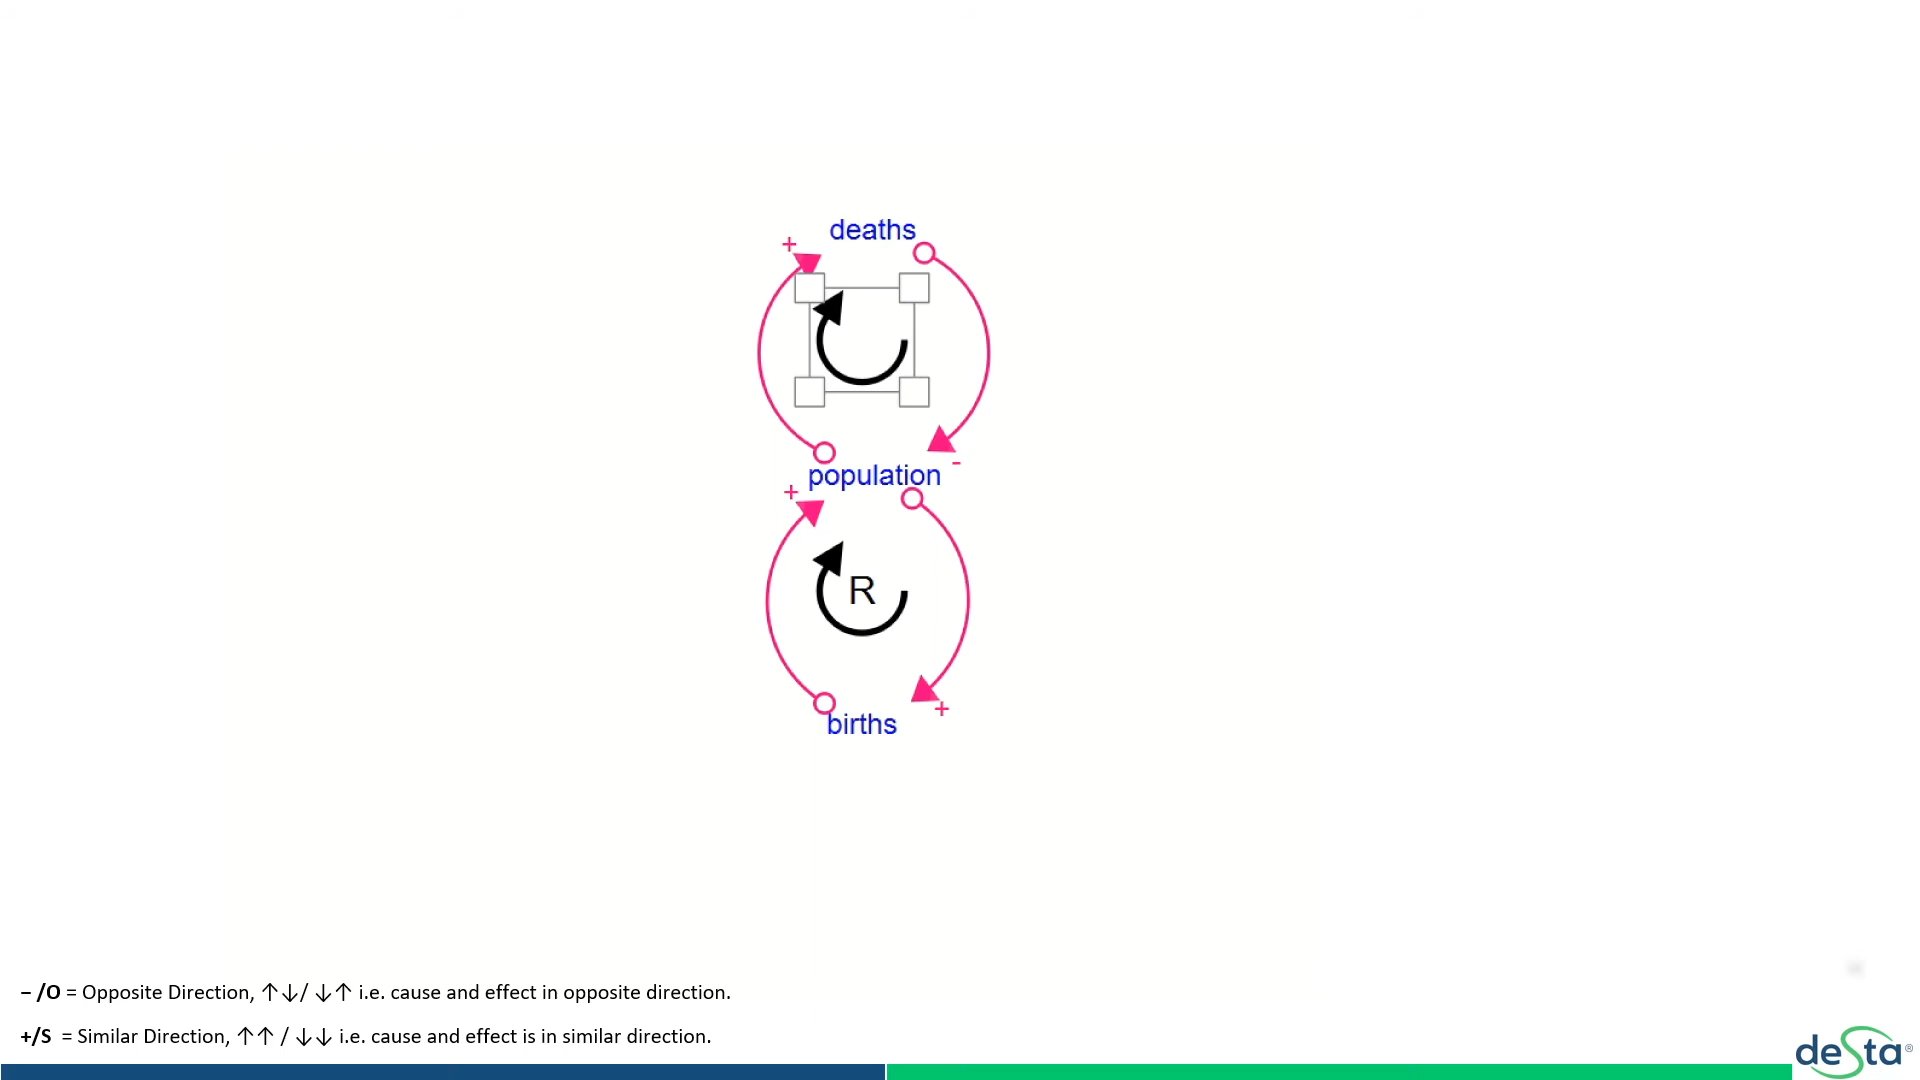 deaths
+
-
population
+
R
+
births
– /O = Opposite Direction, ↑↓/ ↓↑ i.e. cause and effect in opposite direction.
+/S = Similar Direction, ↑↑ / ↓↓ i.e. cause and effect is in similar direction.
deSta®